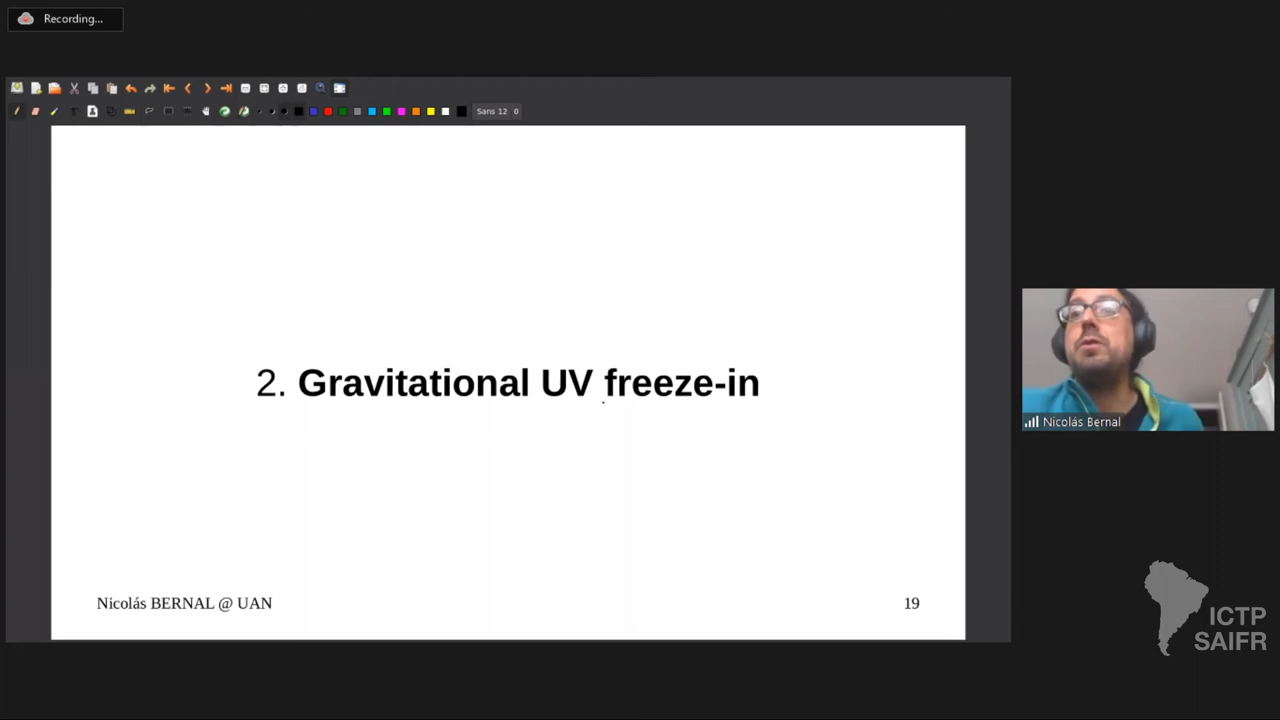 Recording...
Sans 12 0
2. Gravitational UV freeze-in
Nicolás BERNAL @ UAN
19
Nicolás Bernal
ICTP
SAIFR